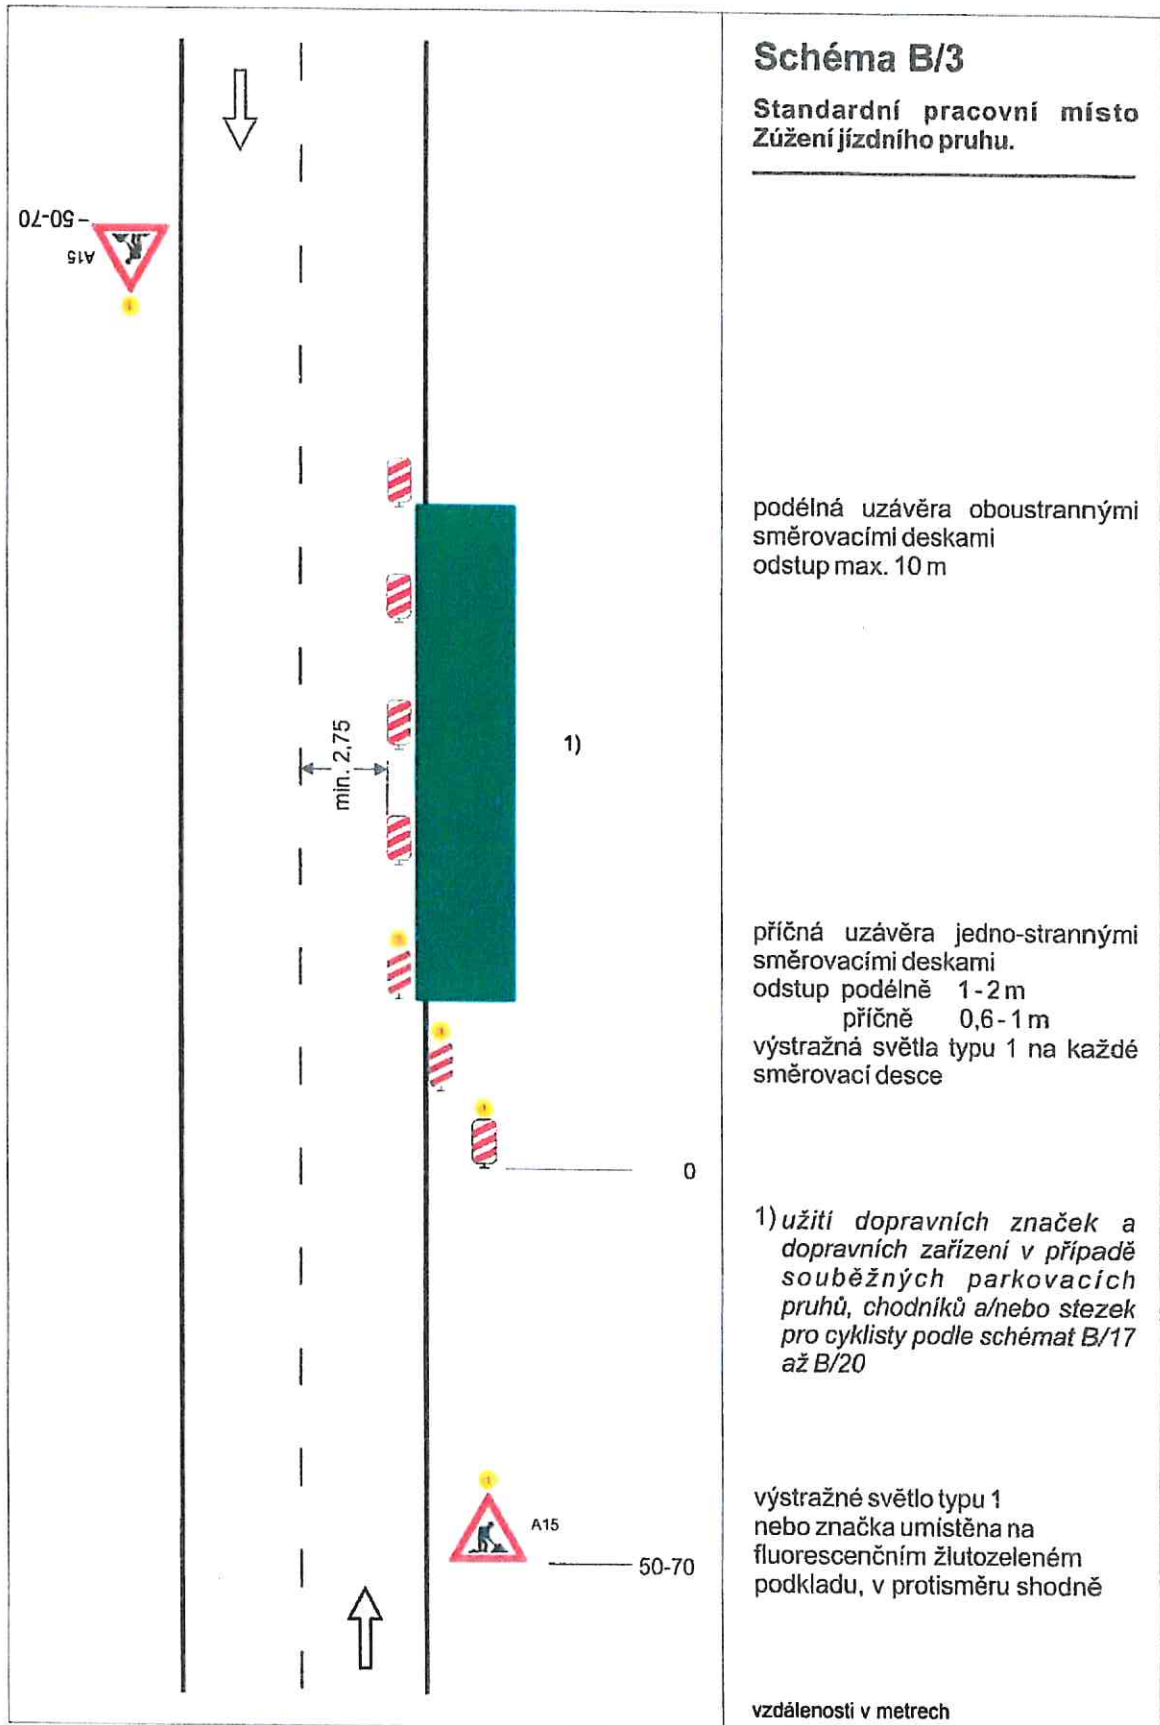 Schéma B/3
Standardní pracovní místo
Zúžení jízdního pruhu.
50-70
A15
podélná uzávěra oboustrannými
směrovacími deskami
odstup max. 10 m
1)
min. 2,75
příčná uzávěra jedno-strannými
směrovacími deskami
odstup podélně 1-2 m
příčně 0,6-1 m
výstražná světla typu 1 na každé
směrovací desce
0
1) užití dopravních značek a
dopravních zařízení v případě
souběžných parkovacích
pruhů, chodníků a/nebo stezek
pro cyklisty podle schémat B/17
až B/20
A15
50-70
výstražné světlo typu 1
nebo značka umístěna na
fluorescenčním žlutozeleném
podkladu, v protisměru shodně
vzdálenosti v metrech